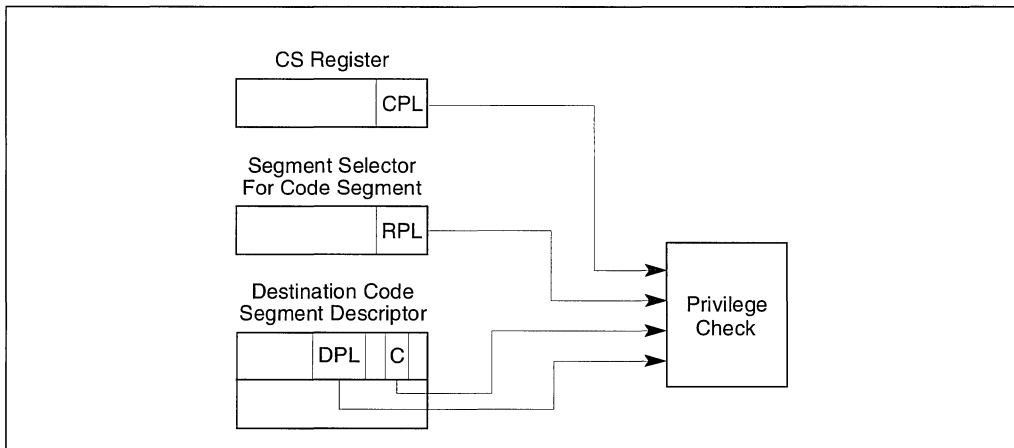 CS Register
CPL
Segment Selector
For Code Segment
RPL
Destination Code
Segment Descriptor
DPL
C
Privilege
Check